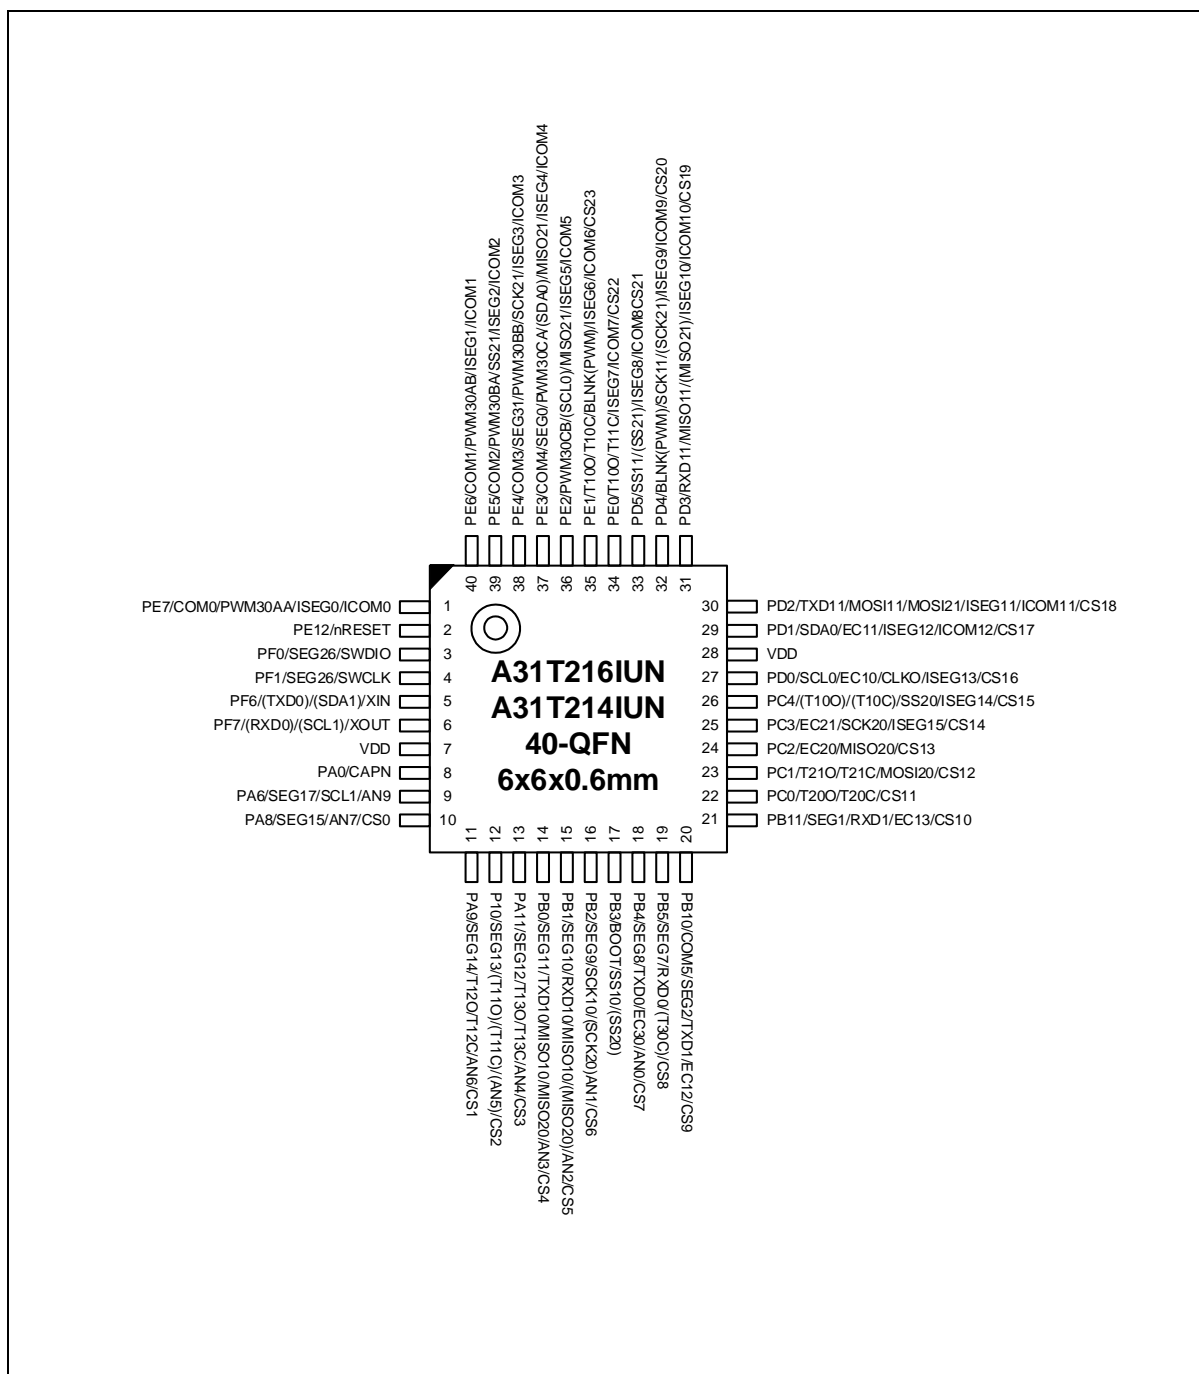 PE6/COM1/PWM30AB/ISEG1/ICOM1
PE5/COM2/PWM30BA/SS21/ISEG2/ICOM2
PE4/COM3/SEG31/PWM30BB/SCK21/ISEG3/ICOM3
PE3/COM4/SEG0/PWM30CA/(SDA0)/MISO21/ISEG4/ICOM4
PE2/PWM30CB/(SCL0)/MISO21/ISEG5/ICOM5
PE1/T10O/T10C/BLNK(PWM)/ISEG6/ICOM6/CS23
PE0/T10O/T11C/ISEG7/ICOM7/CS22
PD5/SS11/(SS21)/ISEG8/ICOM8CS21
PD4/BLNK(PWM)/SCK11/(SCK21)/ISEG9/ICOM9/CS20
PD3/RXD11/MISO11/(MISO21)/ISEG10/ICOM10/CS19
40
39
38
37
36
35
34
33
32
31
PE7/COM0/PWM30AA/ISEG0/ICOM0 1
PE12/nRESET 2
PF0/SEG26/SWDIO 3
PF1/SEG26/SWCLK 4
PF6/(TXD0)/(SDA1)/XIN 5
PF7/(RXD0)/(SCL1)/XOUT 6
VDD 7
PA0/CAPN 8
PA6/SEG17/SCL1/AN9 9
PA8/SEG15/AN7/CS0 10
A31T216IUN
A31T214IUN
40-QFN
6x6x0.6mm
30 PD2/TXD11/MOSI11/MOSI21/ISEG11/ICOM11/CS18
29 PD1/SDA0/EC11/ISEG12/ICOM12/CS17
28 VDD
27 PD0/SCL0/EC10/CLKO/ISEG13/CS16
26 PC4/(T10O)/(T10C)/SS20/ISEG14/CS15
25 PC3/EC21/SCK20/ISEG15/CS14
24 PC2/EC20/MISO20/CS13
23 PC1/T21O/T21C/MOSI20/CS12
22 PC0/T20O/T20C/CS11
21 PB11/SEG1/RXD1/EC13/CS10
11
12
13
14
15
16
17
18
19
20
PA9/SEG14/T12O/T12C/AN6/CS1
P10/SEG13/(T11O)/(T11C)/(AN5)/CS2
PA11/SEG12/T13O/T13C/AN4/CS3
PB0/SEG11/TXD10/MISO10/MISO20/AN3/CS4
PB1/SEG10/RXD10/MISO10/(MISO20)/AN2/CS5
PB2/SEG9/SCK10/(SCK20)AN1/CS6
PB3/BOOT/SS10/(SS20)
PB4/SEG8/TXD0/EC30/AN0/CS7
PB5/SEG7/RXD0/(T30C)/CS8
PB10/COM5/SEG2/TXD1/EC12/CS9